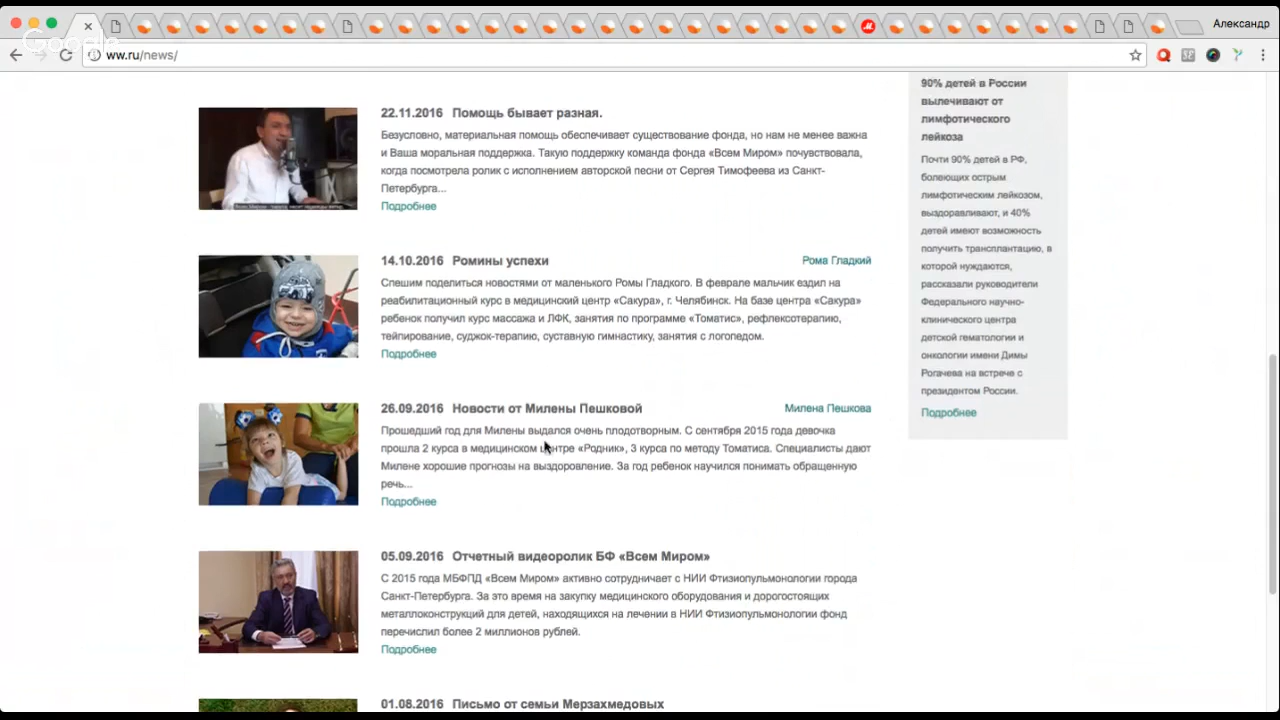 Александр
Google
ww.ru/news/
22.11.2016 Помощь бывает разная.
Безусловно, материальная помощь обеспечивает существование фонда, но нам не менее важна
и Ваша моральная поддержка. Такую поддержку команда фонда «Всем Миром» почувствовала,
когда посмотрела ролик с исполнением авторской песни от Сергея Тимофеева из Санкт-
Петербурга...
Подробнее
14.10.2016 Ромины успехи
Рома Гладкий
Спешим поделиться новостями от маленького Ромы Гладкого. В феврале мальчик ездил на
реабилитационный курс в медицинский центр «Сакура», г. Челябинск. На базе центра «Сакура»
ребенок получил курс массажа и ЛФК, занятия по программе «Томатис», рефлексотерапию,
тейпирование, суджок-терапию, суставную гимнастику, занятия с логопедом.
Подробнее
26.09.2016 Новости от Милены Пешковой
Милена Пешкова
Прошедший год для Милены выдался очень плодотворным. С сентября 2015 года девочка
прошла 2 курса в медицинском центре «Родник», 3 курса по методу Томатиса. Специалисты дают
Милене хорошие прогнозы на выздоровление. За год ребенок научился понимать обращенную
речь...
Подробнее
05.09.2016 Отчетный видеоролик БФ «Всем Миром»
С 2015 года МБФПД «Всем Миром» активно сотрудничает с НИИ Фтизиопульмонологии города
Санкт-Петербурга. За это время на закупку медицинского оборудования и дорогостоящих
металлоконструкций для детей, находящихся на лечении в НИИ Фтизиопульмонологии фонд
перечислил более 2 миллионов рублей.
Подробнее
01.08.2016 Письмо от семьи Мерзахмедовых
90% детей в России
вылечивают от
лимфотического
лейкоза
Почти 90% детей в РФ,
болеющих острым
лимфотическим лейкозом,
выздоравливают, и 40%
детей имеют возможность
получить трансплантацию, в
которой нуждаются,
рассказали руководители
Федерального научно-
клинического центра
детской гематологии и
онкологии имени Димы
Рогачева на встрече с
президентом России.
Подробнее